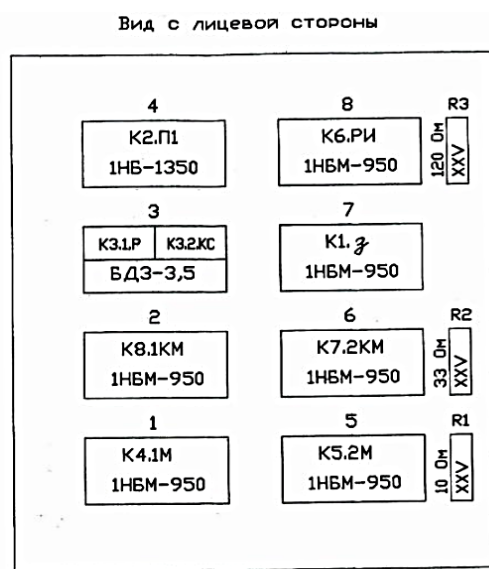 Вид с лицевой стороны
4
8
R3
К2.П1
1НБ-1350
К6.РИ
1НБМ-950
120 Ом
XXV
3
7
К3.1.Р
К3.2.КС
БДЗ-3,5
К1.З
1НБМ-950
2
6
R2
К8.1КМ
1НБМ-950
К7.2КМ
1НБМ-950
33 Ом
XXV
1
5
R1
К4.1М
1НБМ-950
К5.2М
1НБМ-950
10 Ом
XXV